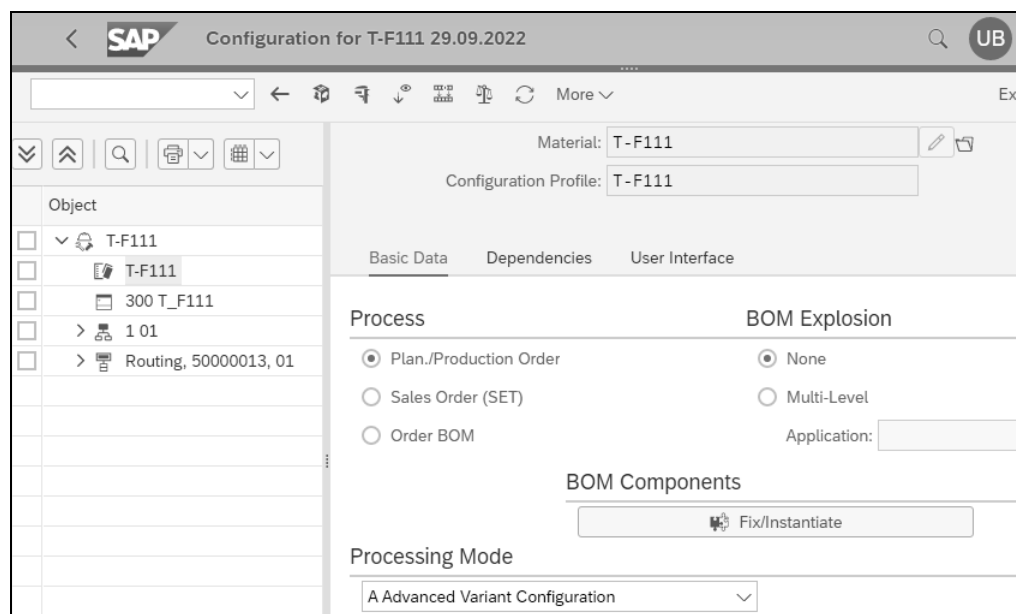 SAP Configuration for T-F111 29.09.2022 UB
More Ex
Material: T-F111
Configuration Profile: T-F111
Object
T-F111
T-F111
300 T_F111
1 01
Routing, 50000013, 01
Basic Data Dependencies User Interface
Process BOM Explosion
Plan./Production Order None
Sales Order (SET) Multi-Level
Order BOM Application:
BOM Components
Fix/Instantiate
Processing Mode
A Advanced Variant Configuration